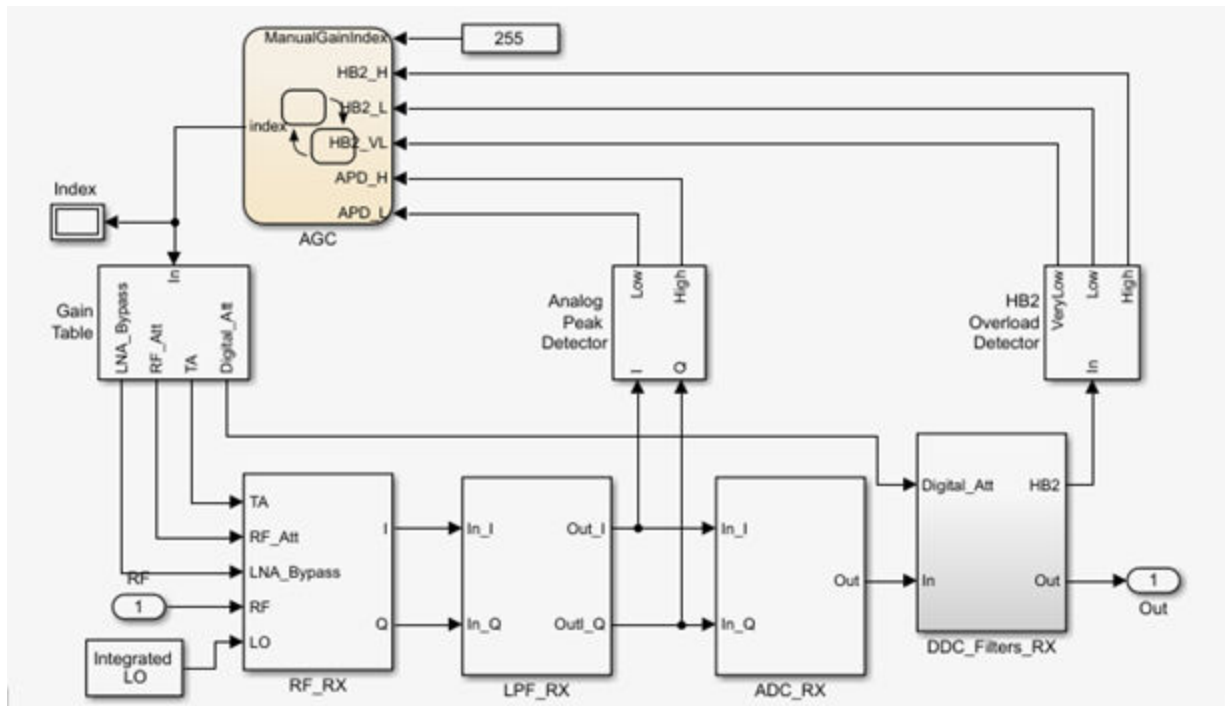 ManualGainIndex
255
HB2_H
HB2_L
index
HB2_VL
APD_H
APD_L
AGC
Index
Gain
Table
In
LNA_Bypass
RF_Att
TA
Digital_Att
Analog
Peak
Detector
Low
High
I
Q
HB2
Overload
Detector
VeryLow
Low
High
In
TA
RF_Att
LNA_Bypass
RF
LO
I
Q
RF_RX
RF
1
Integrated
LO
In_I
In_Q
Out_I
OutI_Q
LPF_RX
In_I
In_Q
Out
ADC_RX
Digital_Att
In
HB2
Out
DDC_Filters_RX
1
Out